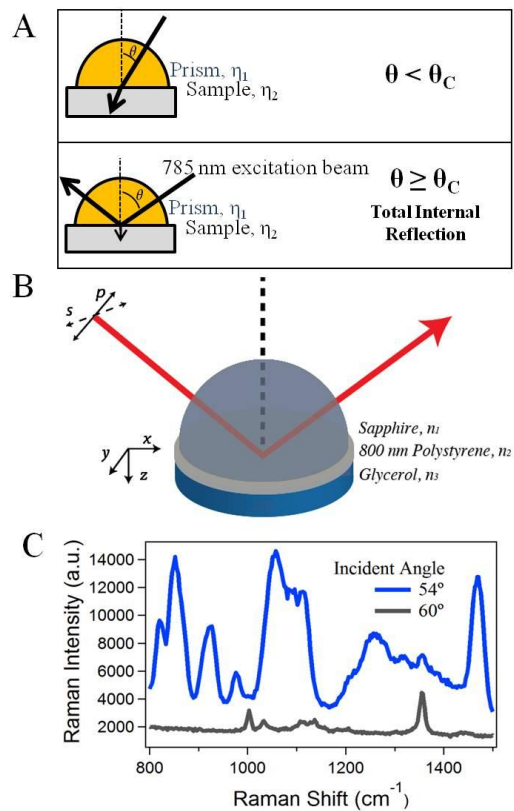 A
θ
Prism, η1
Sample, η2
θ < θC
785 nm excitation beam
θ
Prism, η1
Sample, η2
θ ≥ θC
Total Internal
Reflection
B
s
p
x
y
z
Sapphire, n1
800 nm Polystyrene, n2
Glycerol, n3
C
Raman Intensity (a.u.)
14000
12000
10000
8000
6000
4000
2000
Incident Angle
54º
60º
800
1000
1200
1400
Raman Shift (cm-1)